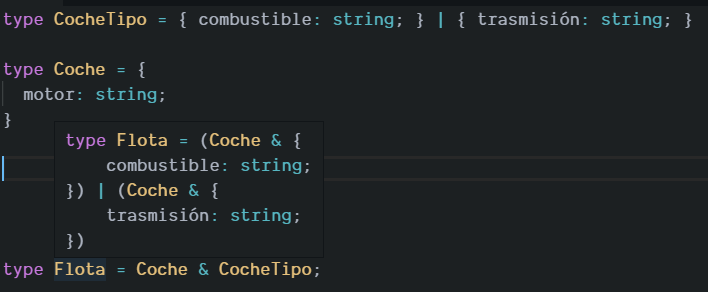 type CocheTipo = { combustible: string; } | { trasmisión: string; }
type Coche = {
motor: string;
}
type Flota = (Coche & {
combustible: string;
}) | (Coche & {
trasmisión: string;
})
type Flota = Coche & CocheTipo;